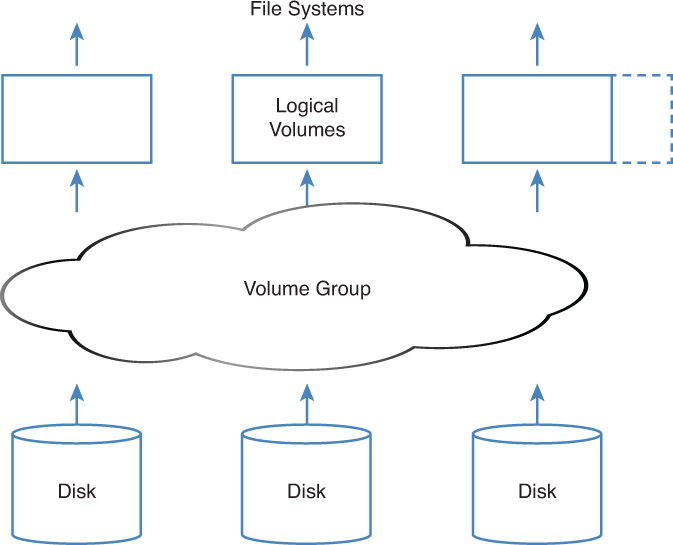 File Systems
Logical
Volumes
Volume Group
Disk
Disk
Disk